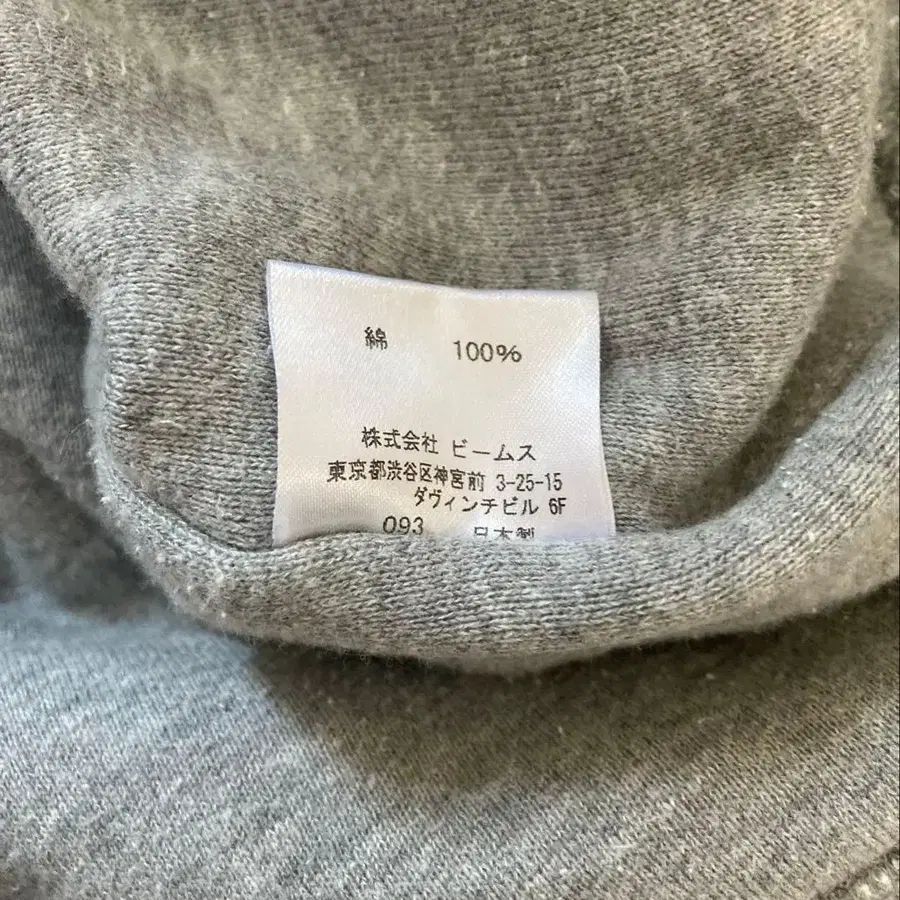 綿 100%
株式会社 ビームス
東京都渋谷区神宮前 3-25-15
ダヴィンチビル 6F
093 日本製